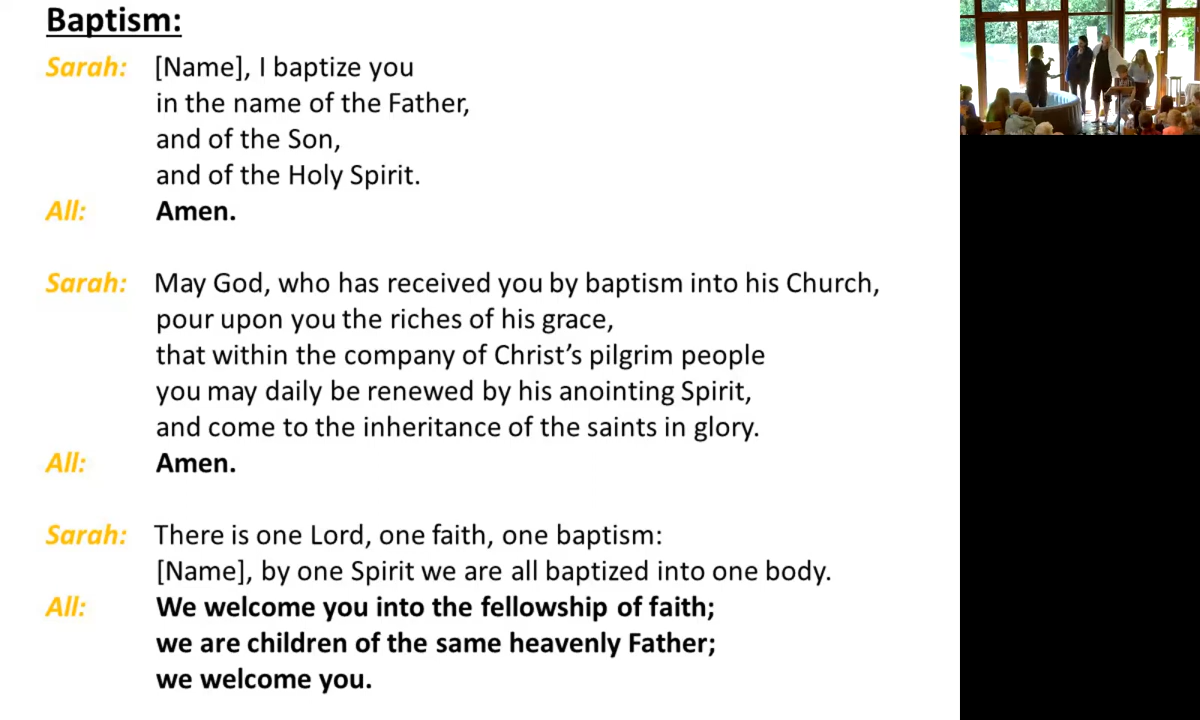 Baptism:
Sarah: [Name], I baptize you
in the name of the Father,
and of the Son,
and of the Holy Spirit.
All: Amen.
Sarah: May God, who has received you by baptism into his Church,
pour upon you the riches of his grace,
that within the company of Christ’s pilgrim people
you may daily be renewed by his anointing Spirit,
and come to the inheritance of the saints in glory.
All: Amen.
Sarah: There is one Lord, one faith, one baptism:
[Name], by one Spirit we are all baptized into one body.
All: We welcome you into the fellowship of faith;
we are children of the same heavenly Father;
we welcome you.